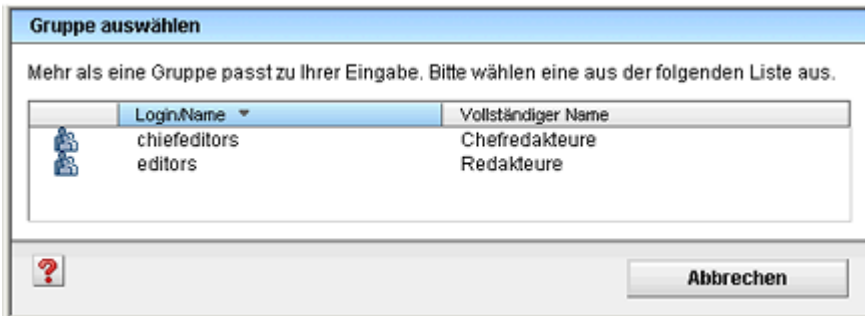 Gruppe auswählen
Mehr als eine Gruppe passt zu Ihrer Eingabe. Bitte wählen eine aus der folgenden Liste aus.
Login/Name Vollständiger Name
chiefeditors Chefredakteure
editors Redakteure
? Abbrechen